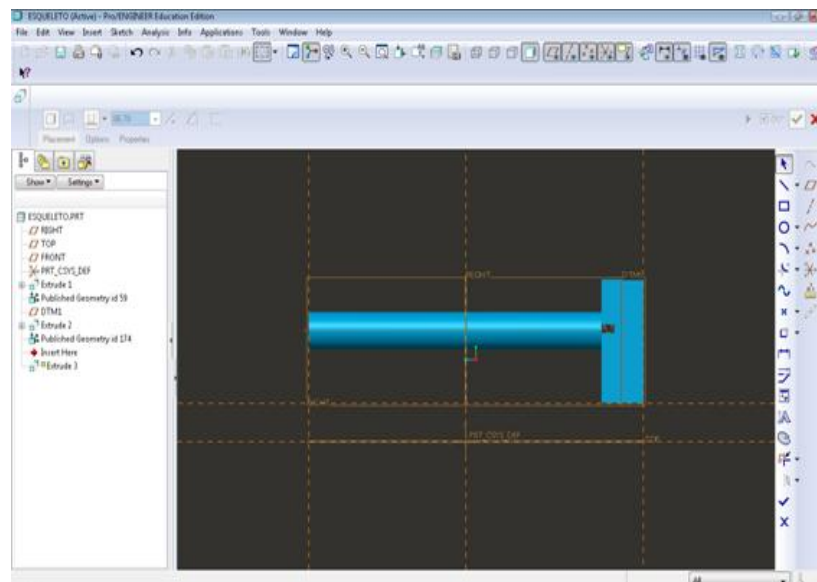 ESQUELETO (Active) - Pro/ENGINEER Education Edition
File Edit View Insert Sketch Analysis Info Applications Tools Window Help
Placement Options Properties
Show Settings
ESQUELETO.PRT
RIGHT
TOP
FRONT
PRT_CSYS_DEF
Extrude 1
Published Geometry id 59
DTM1
Extrude 2
Published Geometry id 174
Insert Here
Extrude 3
RIGHT DTM1
PRT_CSYS_DEF
All